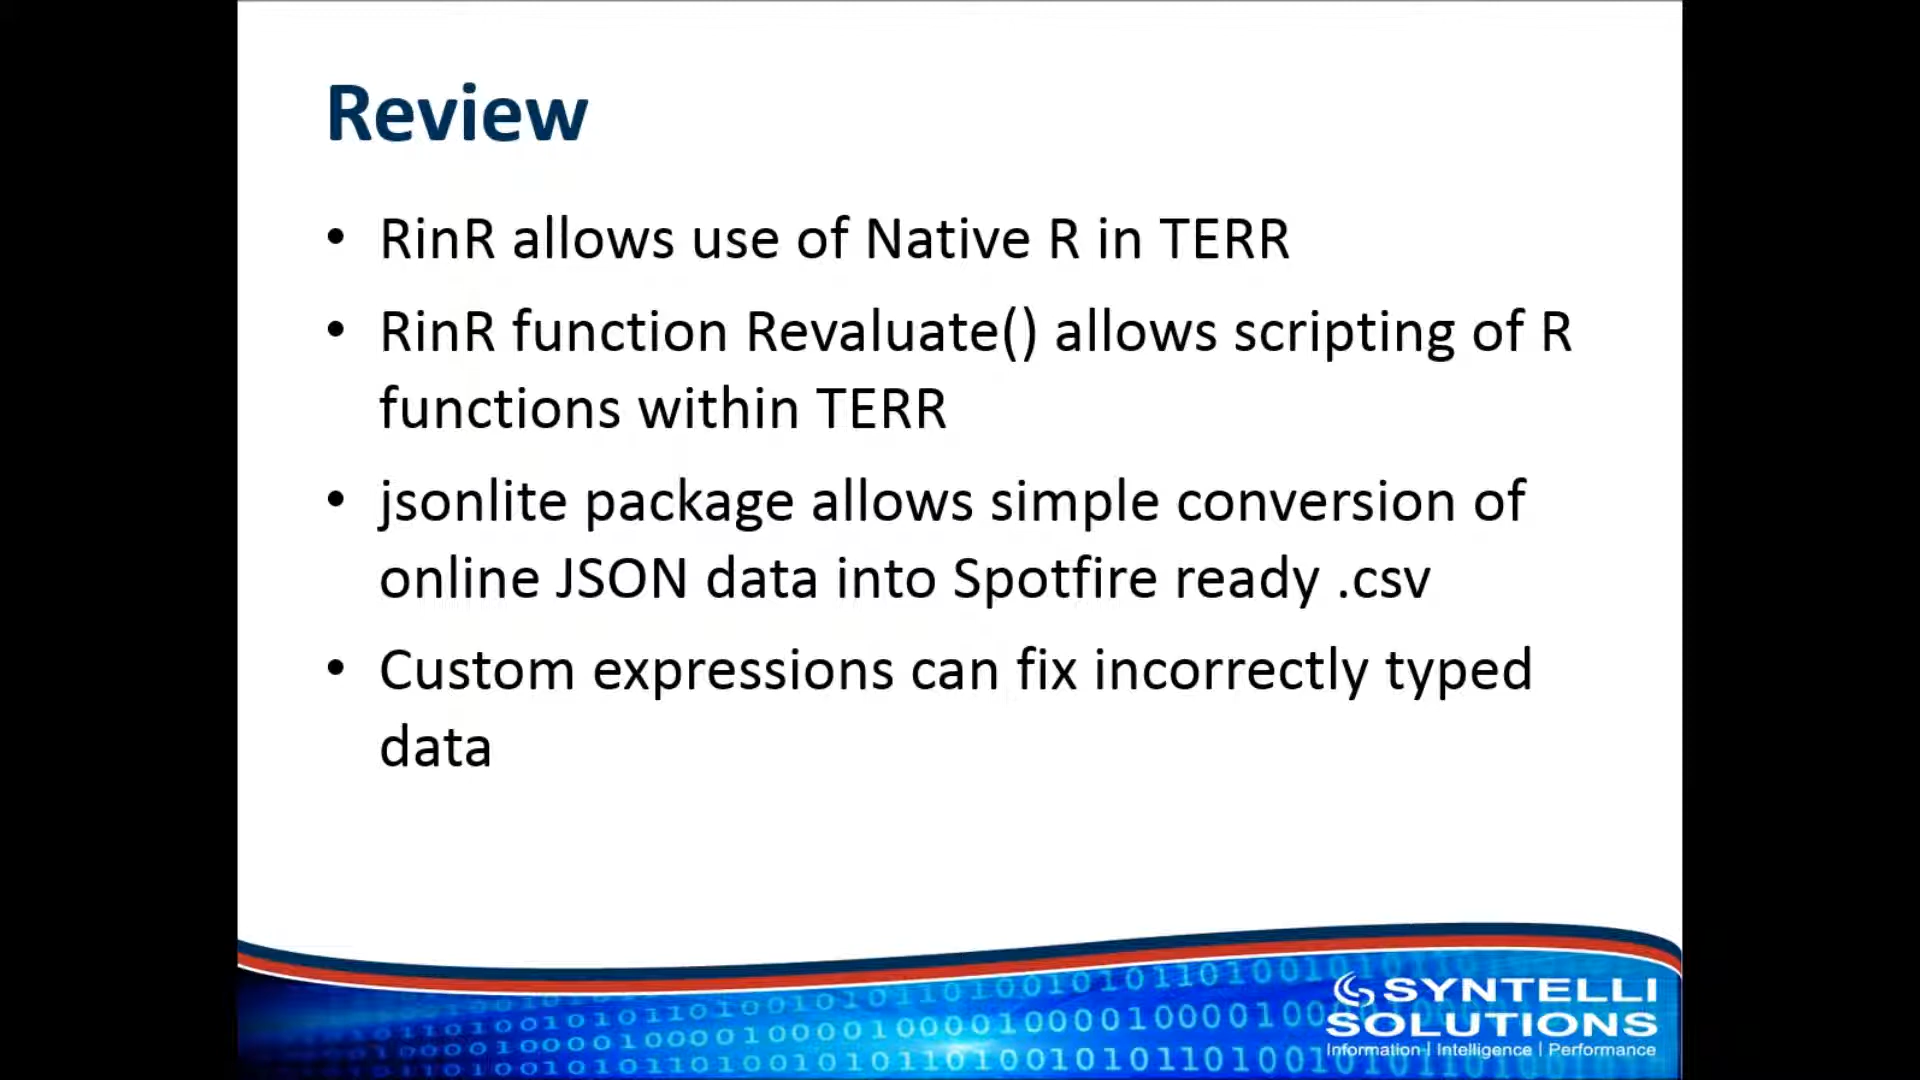 Review
• RinR allows use of Native R in TERR
• RinR function Revaluate() allows scripting of R
functions within TERR
• jsonlite package allows simple conversion of
online JSON data into Spotfire ready .csv
• Custom expressions can fix incorrectly typed
data
SYNTELLI
SOLUTIONS
Information | Intelligence | Performance